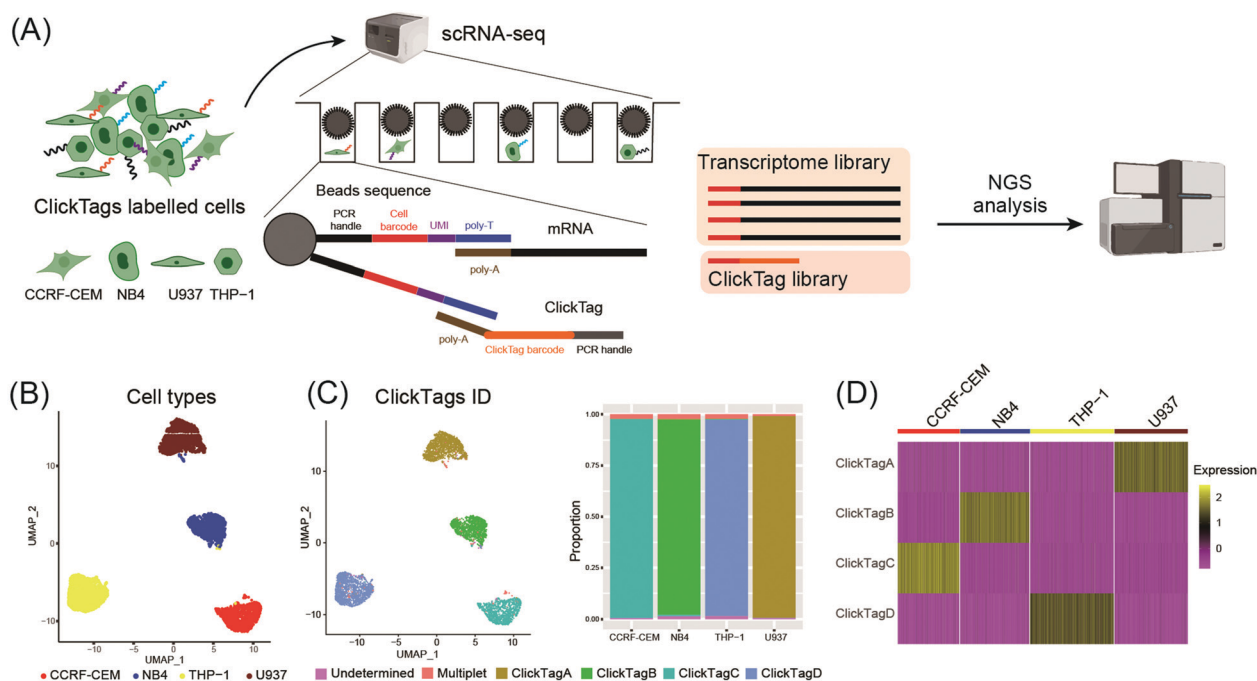 (A)
scRNA-seq
ClickTags labelled cells
CCRF-CEM NB4 U937 THP-1
Beads sequence
PCR handle
Cell barcode
UMI
poly-T
mRNA
poly-A
ClickTag
poly-A
ClickTag barcode
PCR handle
Transcriptome library
ClickTag library
NGS analysis
(B)
Cell types
UMAP_2
10
0
-10
-10 -5 0 5 10
UMAP_1
CCRF-CEM NB4 THP-1 U937
(C)
ClickTags ID
UMAP_2
10
0
-10
-10 -5 0 5 10
UMAP_1
Proportion
1.00
0.75
0.50
0.25
0.00
CCRF-CEM NB4 THP-1 U937
Undetermined Multiplet ClickTagA ClickTagB ClickTagC ClickTagD
(D)
CCRF-CEM NB4 THP-1 U937
ClickTagA
ClickTagB
ClickTagC
ClickTagD
Expression
2
1
0